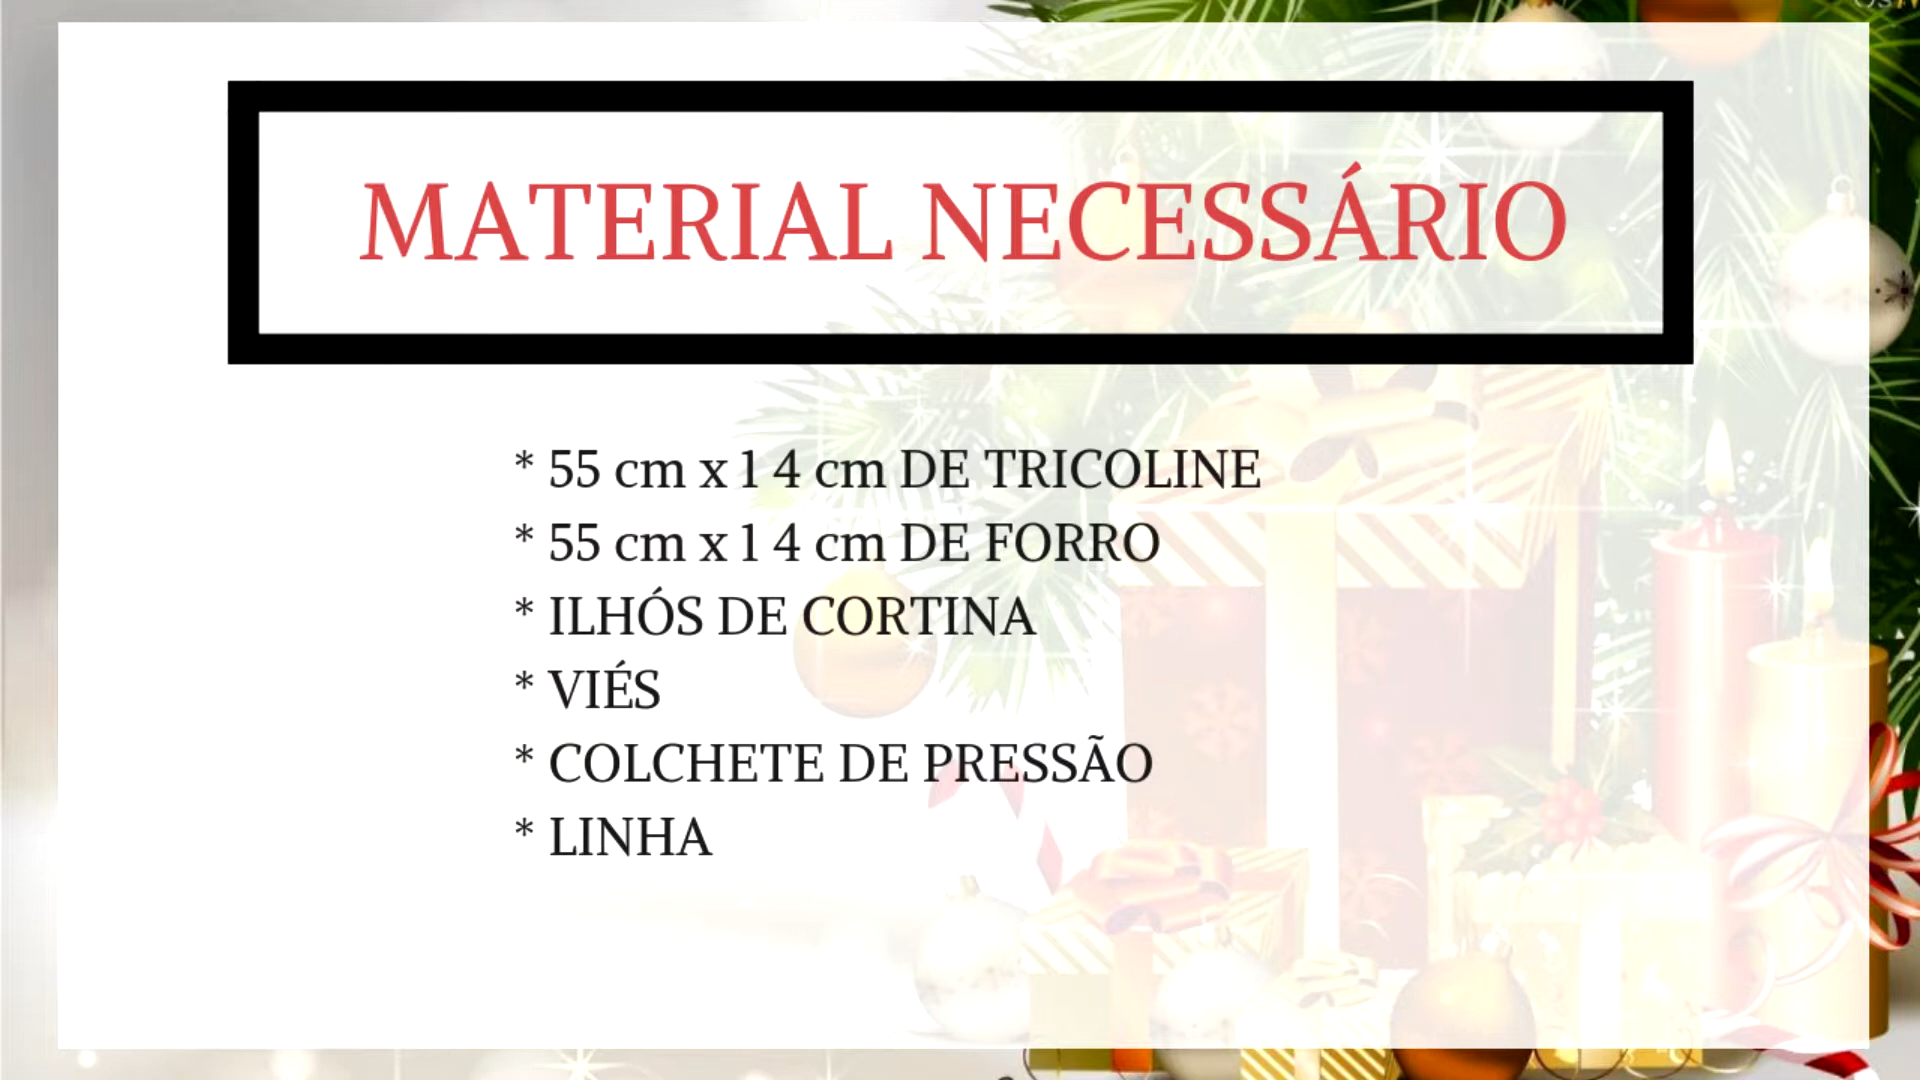 MATERIAL NECESSÁRIO
* 55 cm x 1 4 cm DE TRICOLINE
* 55 cm x 1 4 cm DE FORRO
* ILHÓS DE CORTINA
* VIÉS
* COLCHETE DE PRESSÃO
* LINHA